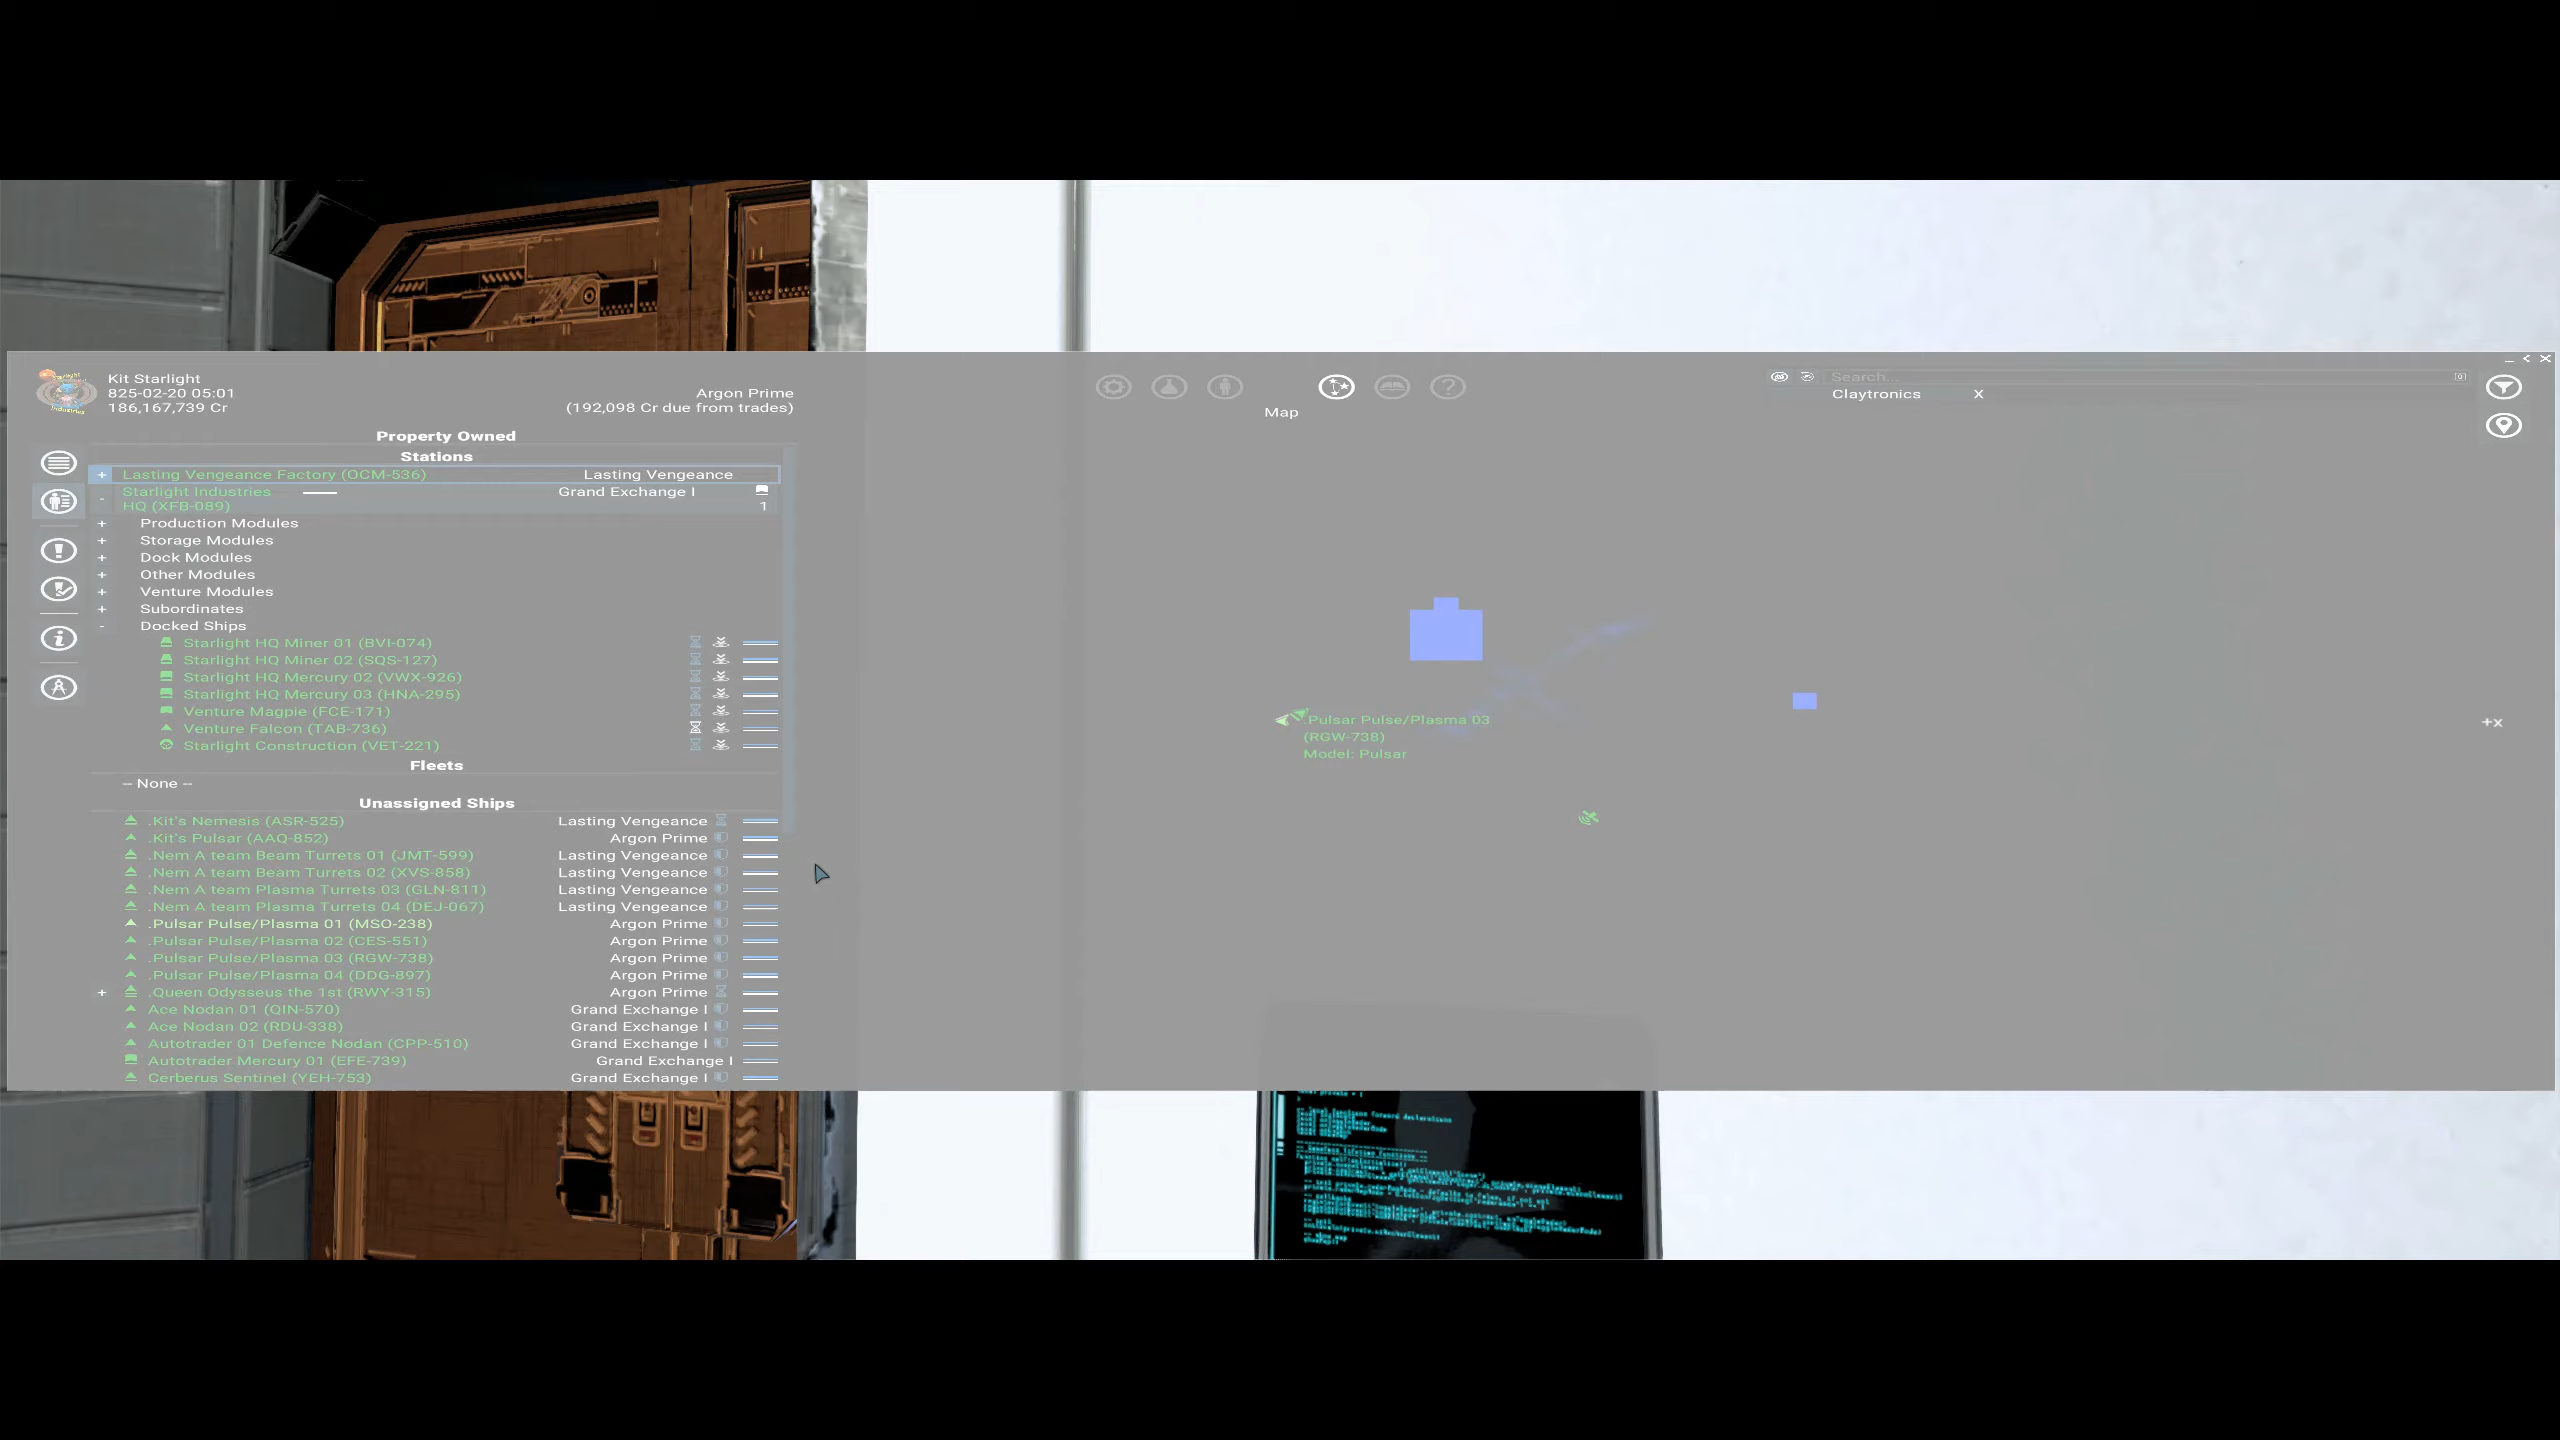 Kit Starlight
825-02-20 05:01
186,167,739 Cr
Argon Prime
(192,098 Cr due from trades)
Map
Search...
Claytronics X
Property Owned
Stations
+ Lasting Vengeance Factory (OCM-536) Lasting Vengeance
- Starlight Industries Grand Exchange I
HQ (XFB-089) 1
+ Production Modules
+ Storage Modules
+ Dock Modules
+ Other Modules
+ Venture Modules
+ Subordinates
- Docked Ships
Starlight HQ Miner 01 (BVI-074)
Starlight HQ Miner 02 (SQS-127)
Starlight HQ Mercury 02 (VWX-926)
Starlight HQ Mercury 03 (HNA-295)
Venture Magpie (FCE-171)
Venture Falcon (TAB-736)
Starlight Construction (VET-221)
Fleets
-- None --
Unassigned Ships
.Kit's Nemesis (ASR-525) Lasting Vengeance
.Kit's Pulsar (AAQ-852) Argon Prime
.Nem A team Beam Turrets 01 (JMT-599) Lasting Vengeance
.Nem A team Beam Turrets 02 (XVS-858) Lasting Vengeance
.Nem A team Plasma Turrets 03 (GLN-811) Lasting Vengeance
.Nem A team Plasma Turrets 04 (DEJ-067) Lasting Vengeance
.Pulsar Pulse/Plasma 01 (MSO-238) Argon Prime
.Pulsar Pulse/Plasma 02 (CES-551) Argon Prime
.Pulsar Pulse/Plasma 03 (RGW-738) Argon Prime
.Pulsar Pulse/Plasma 04 (DDG-897) Argon Prime
+ .Queen Odysseus the 1st (RWY-315) Argon Prime
Ace Nodan 01 (QIN-570) Grand Exchange I
Ace Nodan 02 (RDU-338) Grand Exchange I
Autotrader 01 Defence Nodan (CPP-510) Grand Exchange I
Autotrader Mercury 01 (EFE-739) Grand Exchange I
Cerberus Sentinel (YEH-753) Grand Exchange I
.Pulsar Pulse/Plasma 03
(RGW-738)
Model: Pulsar
+x